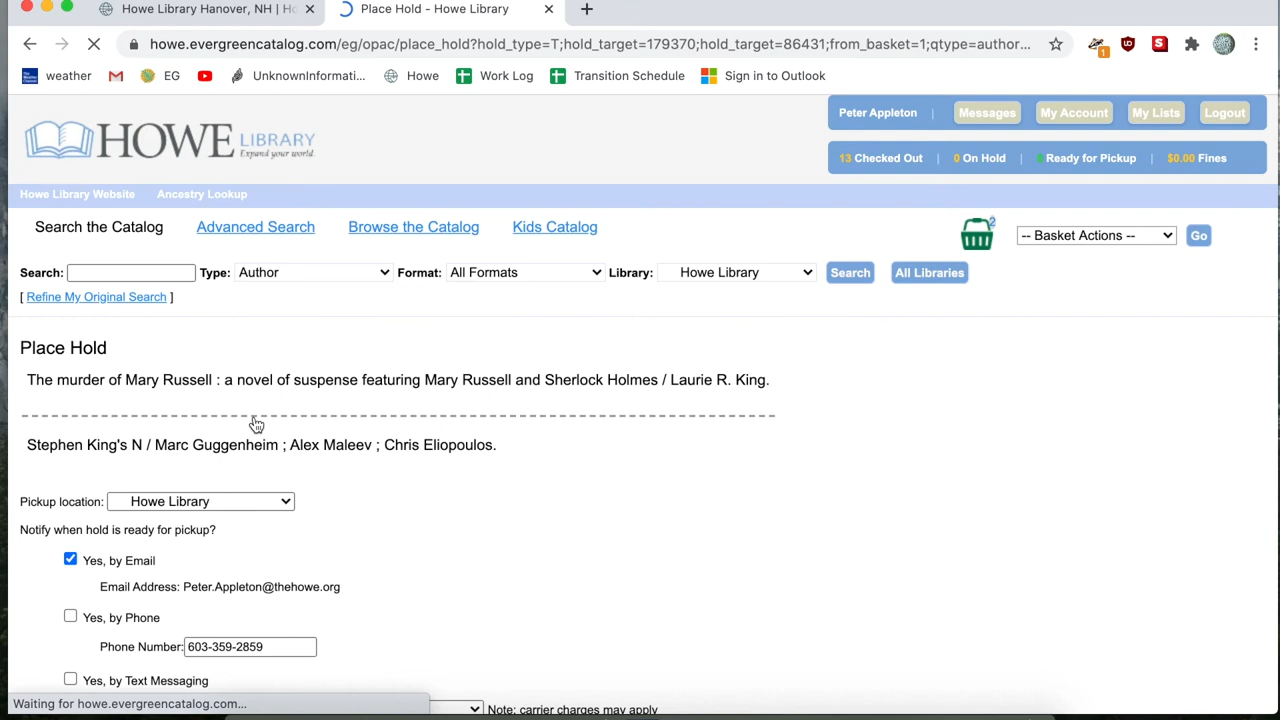 Howe Library Hanover, NH | Ho
Place Hold - Howe Library
howe.evergreencatalog.com/eg/opac/place_hold?hold_type=T;hold_target=179370;hold_target=86431;from_basket=1;qtype=author...
1
weather
EG
UnknownInformati...
Howe
Work Log
Transition Schedule
Sign in to Outlook
HOWE LIBRARY
Expand your world.
Peter Appleton | Messages My Account My Lists Logout
13 Checked Out | 0 On Hold | Ready for Pickup | $0.00 Fines
Howe Library Website Ancestry Lookup
Search the Catalog Advanced Search Browse the Catalog Kids Catalog
2
-- Basket Actions -- Go
Search: Type: Author Format: All Formats Library: Howe Library Search All Libraries
[ Refine My Original Search ]
Place Hold
The murder of Mary Russell : a novel of suspense featuring Mary Russell and Sherlock Holmes / Laurie R. King.
Stephen King's N / Marc Guggenheim ; Alex Maleev ; Chris Eliopoulos.
Pickup location: Howe Library
Notify when hold is ready for pickup?
Yes, by Email
Email Address: Peter.Appleton@thehowe.org
Yes, by Phone
Phone Number: 603-359-2859
Yes, by Text Messaging
Note: carrier charges may apply
Waiting for howe.evergreencatalog.com...